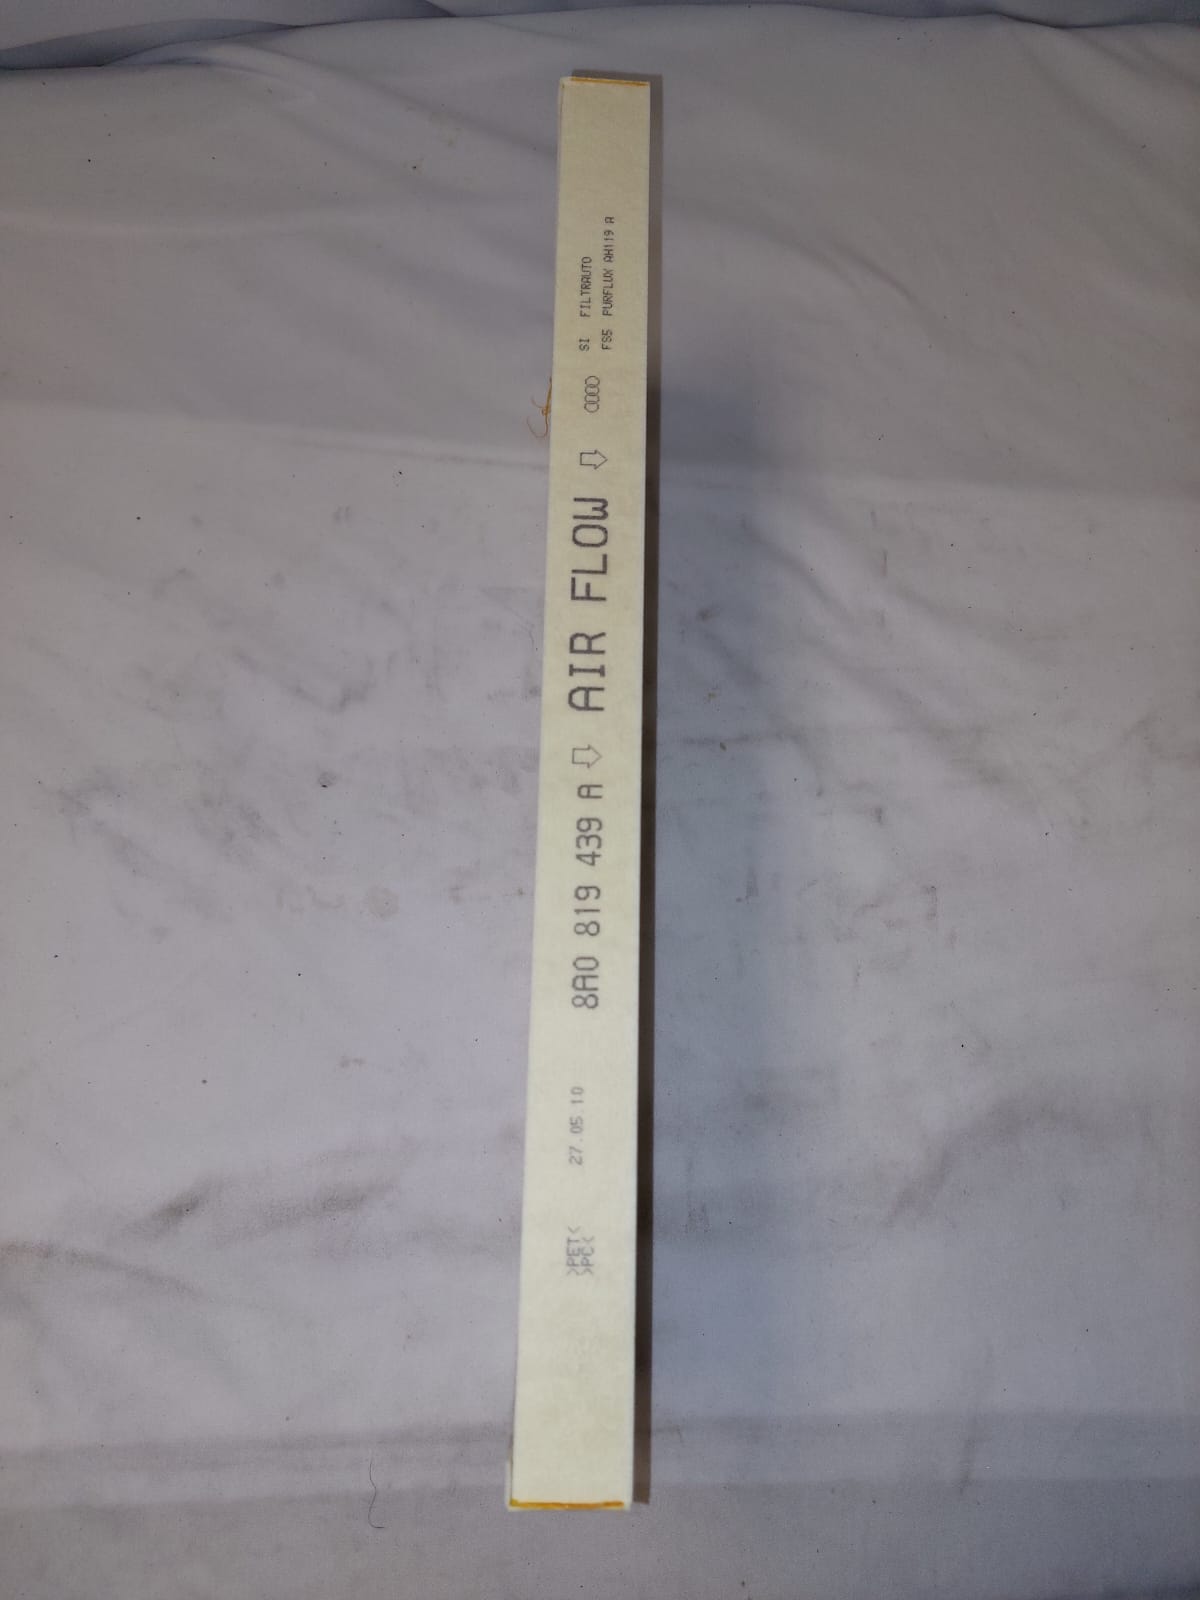 >PET<
>PC<
27.05.10
8A0 819 439 A
AIR FLOW
SI FILTRAUTO
FS5 PURFLUX AH119 A